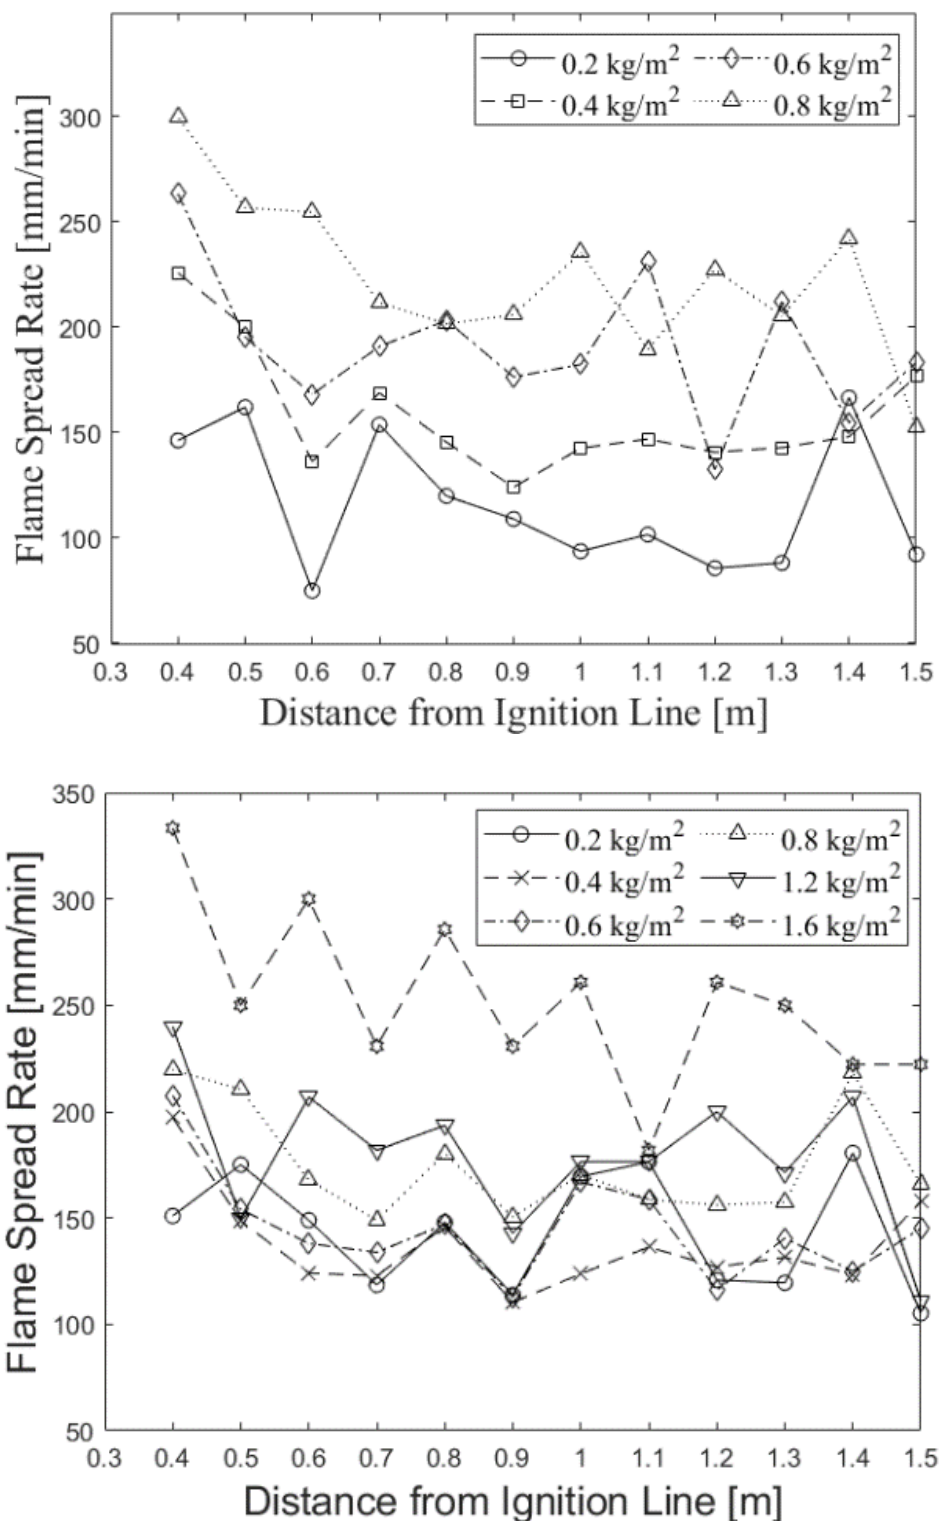 0.2 kg/m² 0.6 kg/m²
0.4 kg/m² 0.8 kg/m²
Flame Spread Rate [mm/min]
300
250
200
150
100
50
0.3 0.4 0.5 0.6 0.7 0.8 0.9 1 1.1 1.2 1.3 1.4 1.5
Distance from Ignition Line [m]
0.2 kg/m² 0.8 kg/m²
0.4 kg/m² 1.2 kg/m²
0.6 kg/m² 1.6 kg/m²
Flame Spread Rate [mm/min]
350
300
250
200
150
100
50
0.3 0.4 0.5 0.6 0.7 0.8 0.9 1 1.1 1.2 1.3 1.4 1.5
Distance from Ignition Line [m]